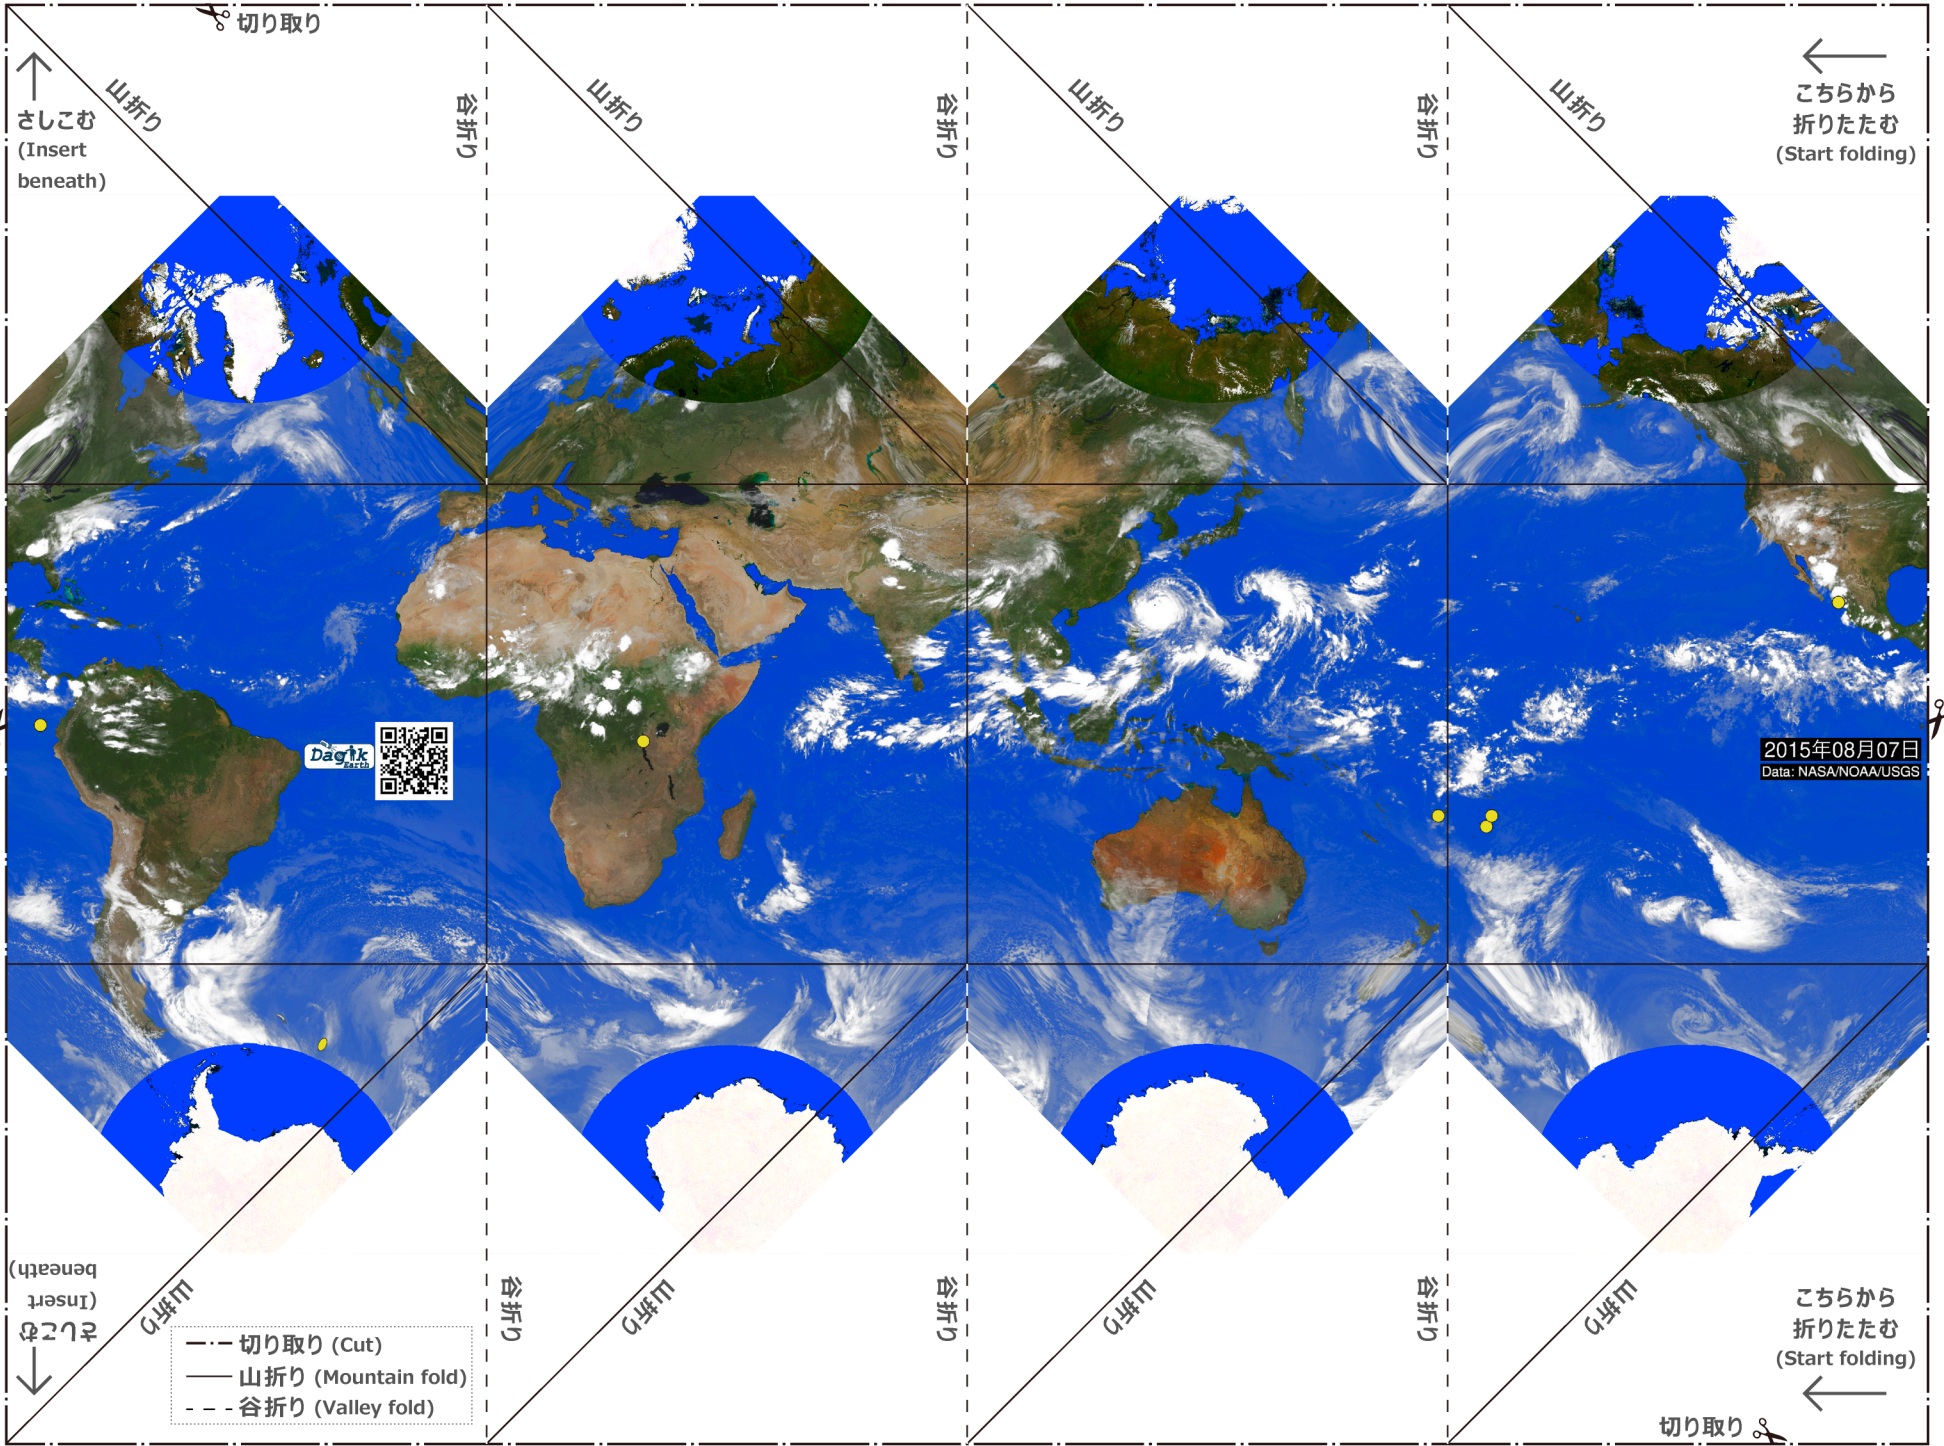 切り取り
さしこむ
(Insert
beneath)
山折り
谷折り
山折り
谷折り
山折り
谷折り
山折り
こちらから
折りたたむ
(Start folding)
Dagik
Earth
2015年08月07日
Data: NASA/NOAA/USGS
さしこむ
(Insert
beneath)
山折り
谷折り
山折り
谷折り
山折り
谷折り
山折り
こちらから
折りたたむ
(Start folding)
切り取り (Cut)
山折り (Mountain fold)
谷折り (Valley fold)
切り取り